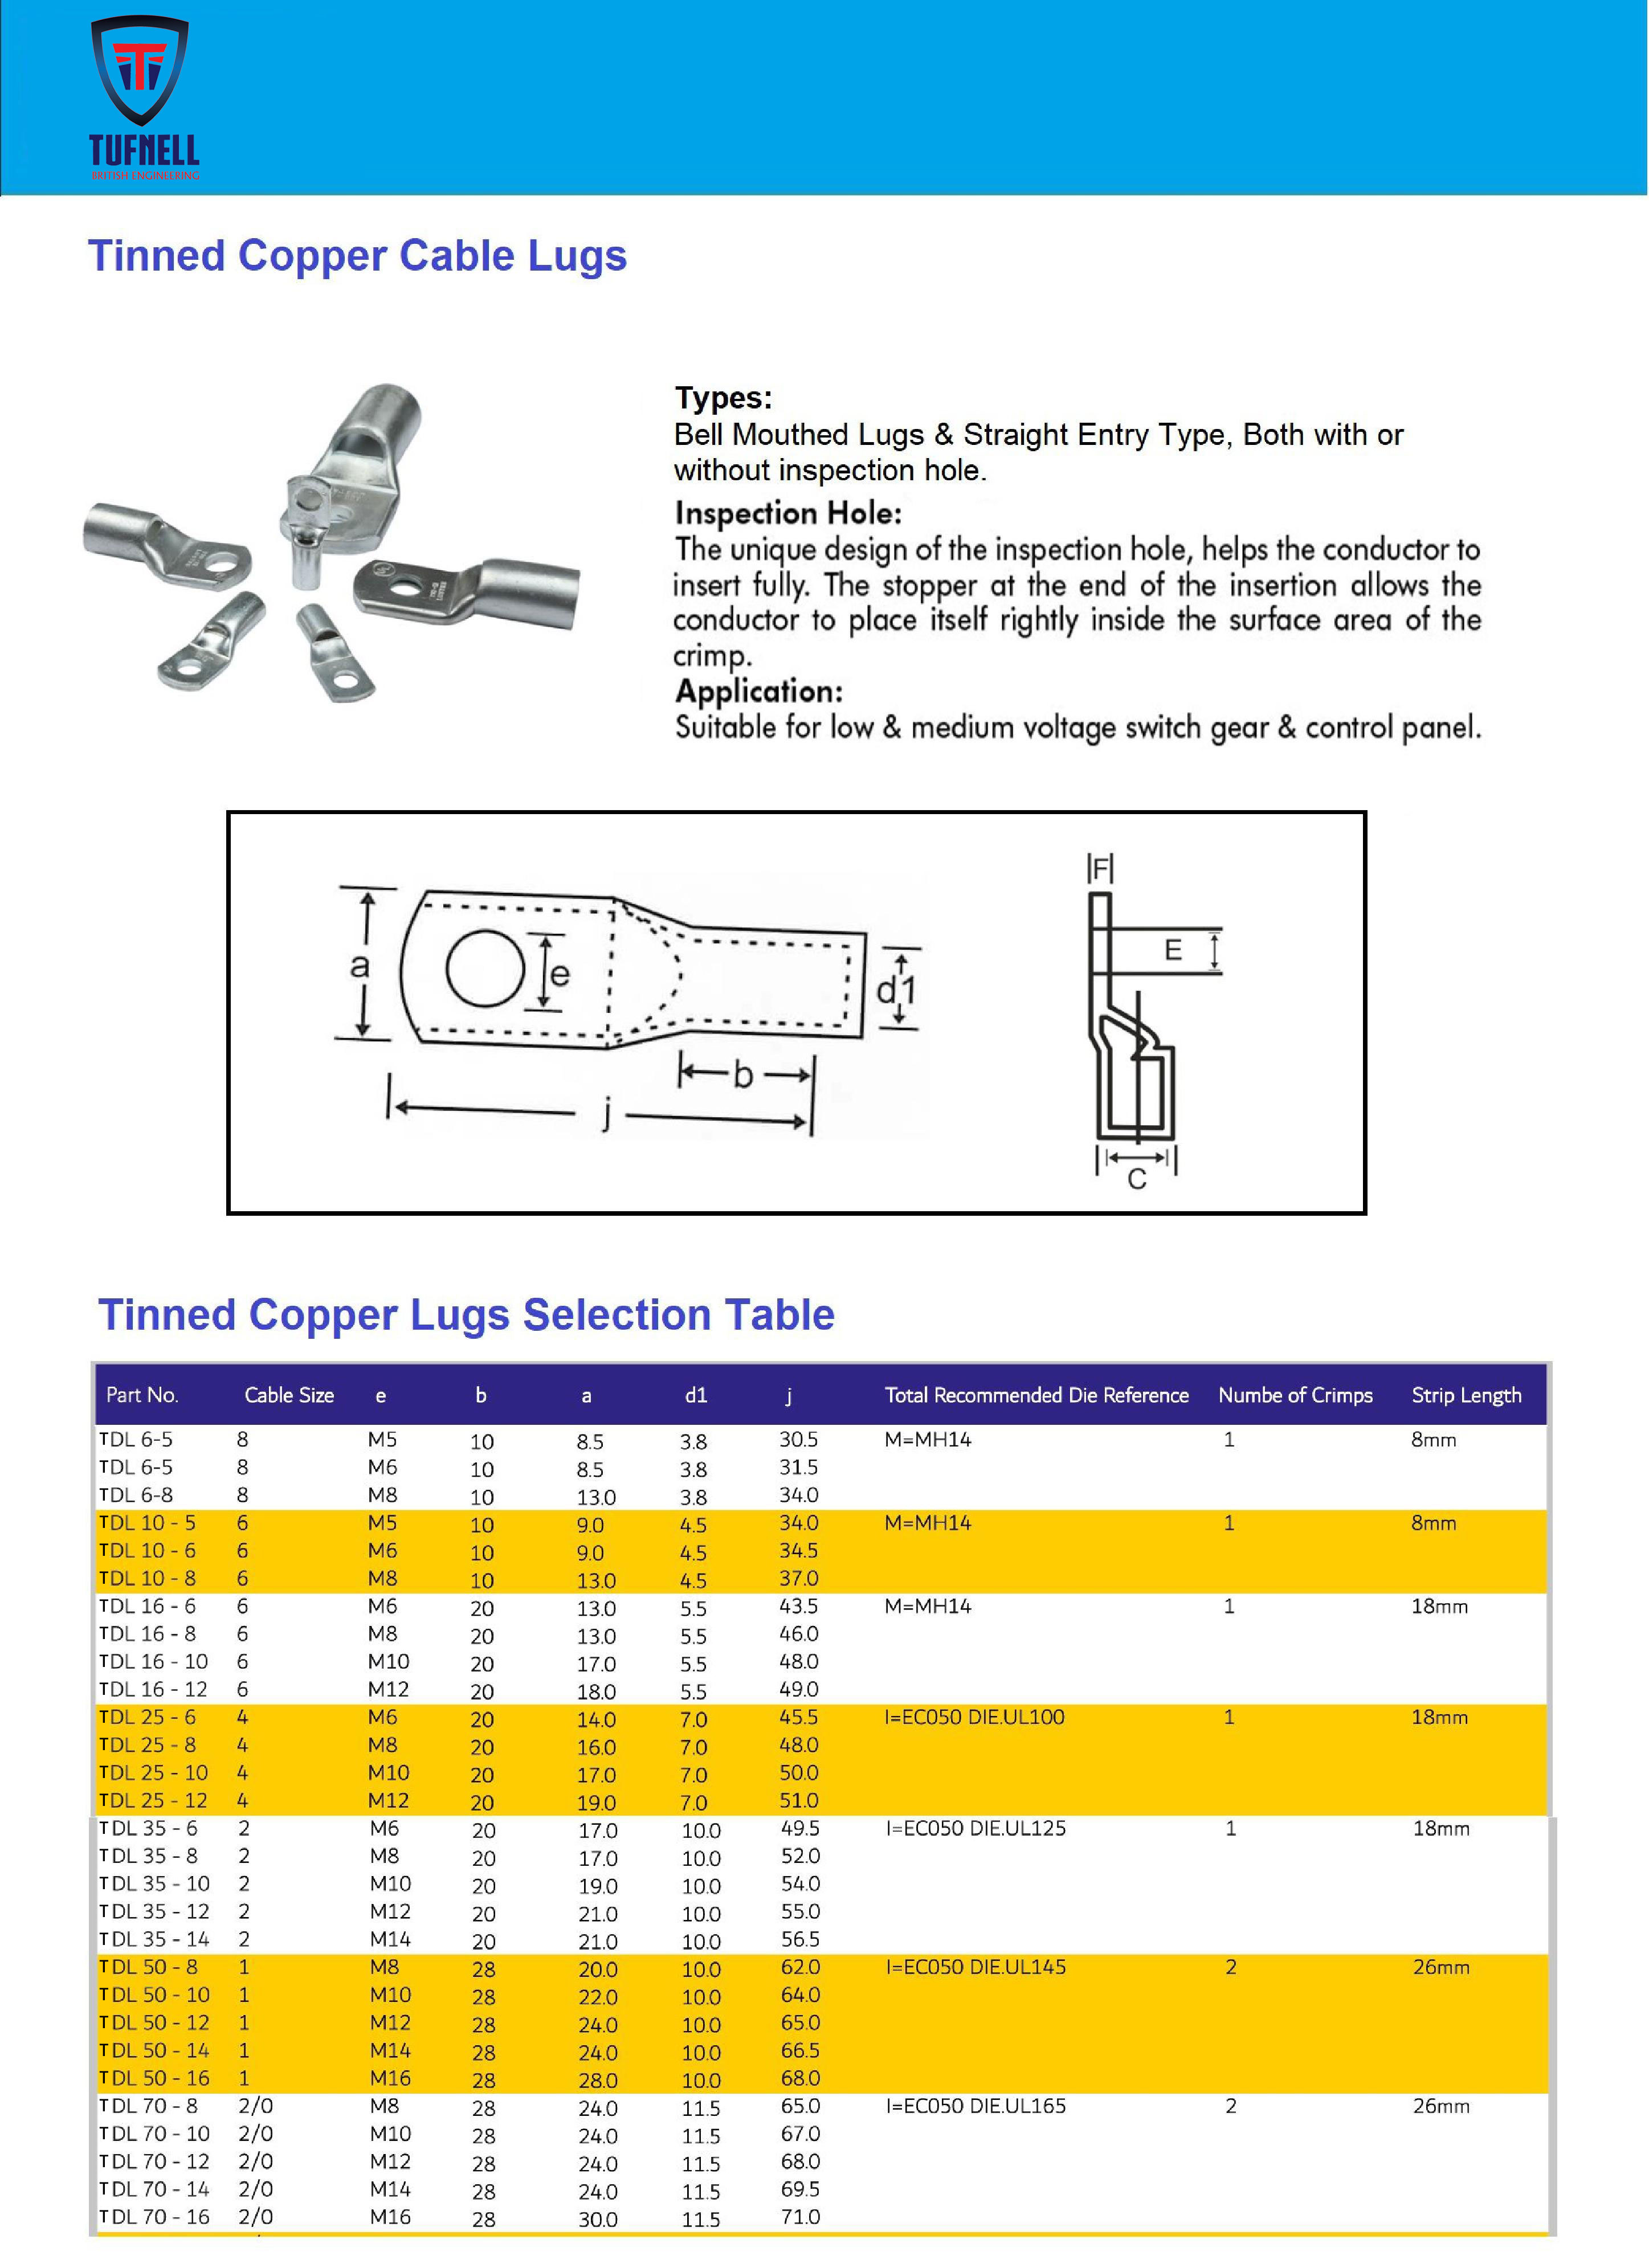 TUFNELL
BRITISH ENGINEERING
Tinned Copper Cable Lugs
Types:
Bell Mouthed Lugs & Straight Entry Type, Both with or
without inspection hole.
Inspection Hole:
The unique design of the inspection hole, helps the conductor to
insert fully. The stopper at the end of the insertion allows the
conductor to place itself rightly inside the surface area of the
crimp.
Application:
Suitable for low & medium voltage switch gear & control panel.
a
e
d1
b
j
F
E
C
Tinned Copper Lugs Selection Table
Part No. Cable Size e b a d1 j Total Recommended Die Reference Numbe of Crimps Strip Length
TDL 6-5 8 M5 10 8.5 3.8 30.5 M=MH14 1 8mm
TDL 6-5 8 M6 10 8.5 3.8 31.5
TDL 6-8 8 M8 10 13.0 3.8 34.0
TDL 10 - 5 6 M5 10 9.0 4.5 34.0 M=MH14 1 8mm
TDL 10 - 6 6 M6 10 9.0 4.5 34.5
TDL 10 - 8 6 M8 10 13.0 4.5 37.0
TDL 16 - 6 6 M6 20 13.0 5.5 43.5 M=MH14 1 18mm
TDL 16 - 8 6 M8 20 13.0 5.5 46.0
TDL 16 - 10 6 M10 20 17.0 5.5 48.0
TDL 16 - 12 6 M12 20 18.0 5.5 49.0
TDL 25 - 6 4 M6 20 14.0 7.0 45.5 I=EC050 DIE.UL100 1 18mm
TDL 25 - 8 4 M8 20 16.0 7.0 48.0
TDL 25 - 10 4 M10 20 17.0 7.0 50.0
TDL 25 - 12 4 M12 20 19.0 7.0 51.0
TDL 35 - 6 2 M6 20 17.0 10.0 49.5 I=EC050 DIE.UL125 1 18mm
TDL 35 - 8 2 M8 20 17.0 10.0 52.0
TDL 35 - 10 2 M10 20 19.0 10.0 54.0
TDL 35 - 12 2 M12 20 21.0 10.0 55.0
TDL 35 - 14 2 M14 20 21.0 10.0 56.5
TDL 50 - 8 1 M8 28 20.0 10.0 62.0 I=EC050 DIE.UL145 2 26mm
TDL 50 - 10 1 M10 28 22.0 10.0 64.0
TDL 50 - 12 1 M12 28 24.0 10.0 65.0
TDL 50 - 14 1 M14 28 24.0 10.0 66.5
TDL 50 - 16 1 M16 28 28.0 10.0 68.0
TDL 70 - 8 2/0 M8 28 24.0 11.5 65.0 I=EC050 DIE.UL165 2 26mm
TDL 70 - 10 2/0 M10 28 24.0 11.5 67.0
TDL 70 - 12 2/0 M12 28 24.0 11.5 68.0
TDL 70 - 14 2/0 M14 28 24.0 11.5 69.5
TDL 70 - 16 2/0 M16 28 30.0 11.5 71.0